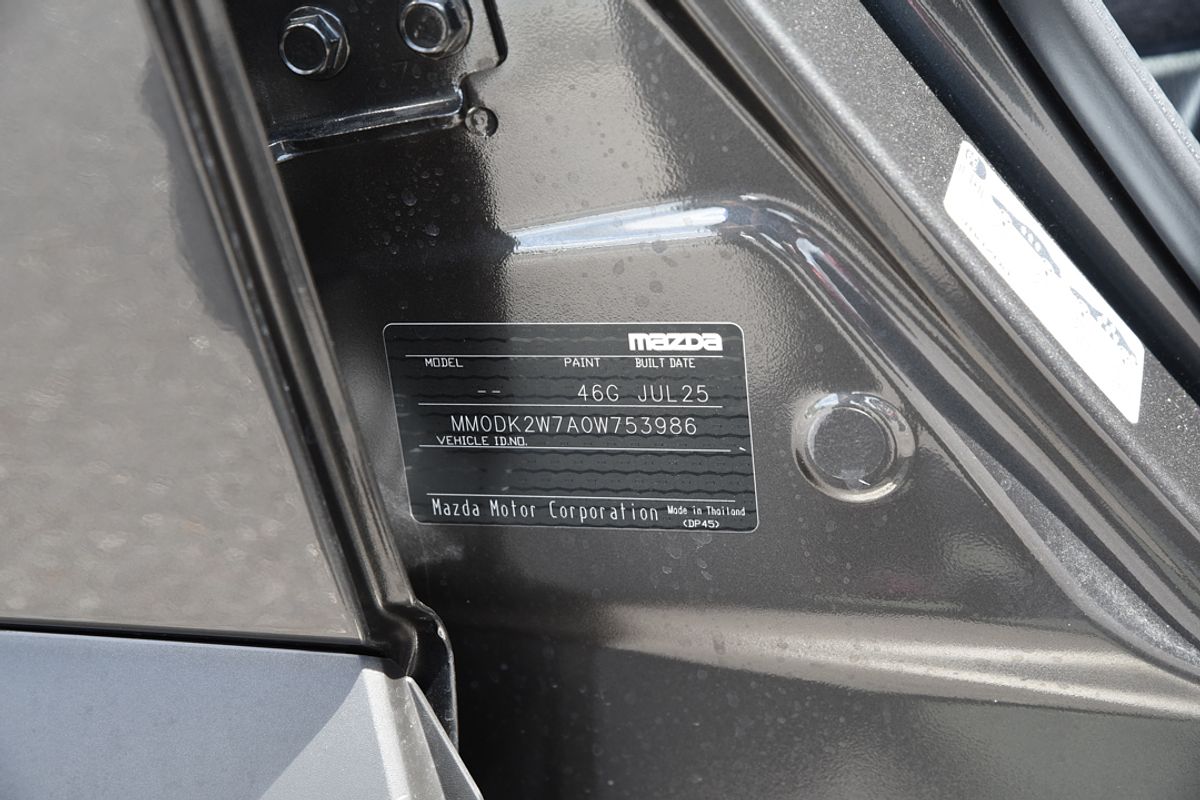 mazda
MODEL PAINT BUILT DATE
-- 46G JUL25
MM0DK2W7A0W753986
VEHICLE ID.NO.
Mazda Motor Corporation Made in Thailand
(DP45)